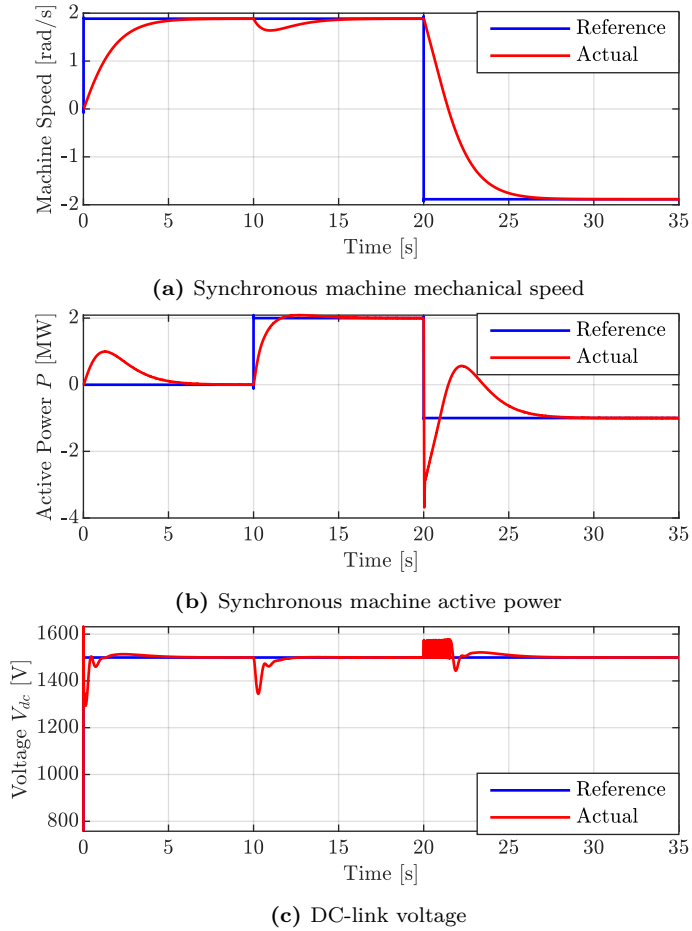 2
1
0
-1
-2
Machine Speed [rad/s]
Reference
Actual
0 5 10 15 20 25 30 35
Time [s]
(a) Synchronous machine mechanical speed
2
0
-2
-4
Active Power P [MW]
Reference
Actual
0 5 10 15 20 25 30 35
Time [s]
(b) Synchronous machine active power
1600
1400
1200
1000
800
Voltage V_{dc} [V]
Reference
Actual
0 5 10 15 20 25 30 35
Time [s]
(c) DC-link voltage